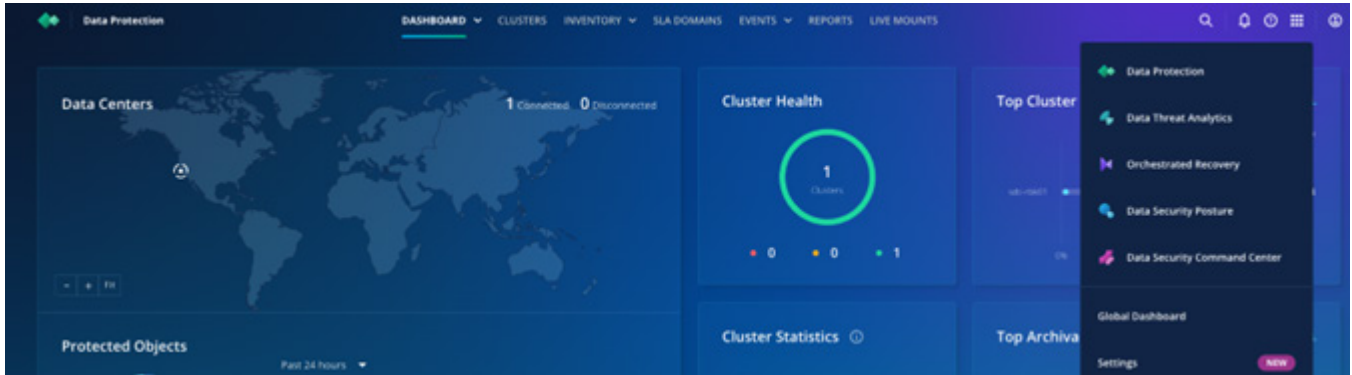 Data Protection
DASHBOARD CLUSTERS INVENTORY SLA DOMAINS EVENTS REPORTS LIVE MOUNTS
Data Centers
1 Connected 0 Disconnected
- + Fit
Protected Objects
Past 24 hours
Cluster Health
1
Clusters
0 0 1
Cluster Statistics
Top Cluster
0%
Top Archiva
Data Protection
Data Threat Analytics
Orchestrated Recovery
Data Security Posture
Data Security Command Center
Global Dashboard
Settings NEW